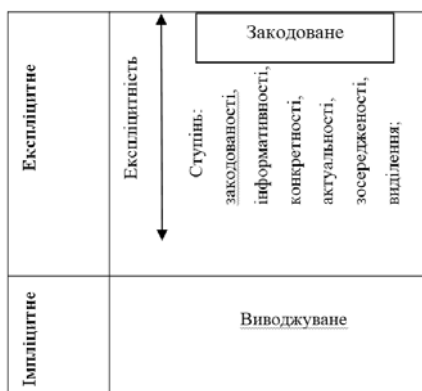 Експліцитне
Експліцитність
Закодоване
Ступінь:
закодованості,
інформативності,
конкретності,
актуальності,
зосередженості,
виділення;
Імпліцитне
Виводжуване